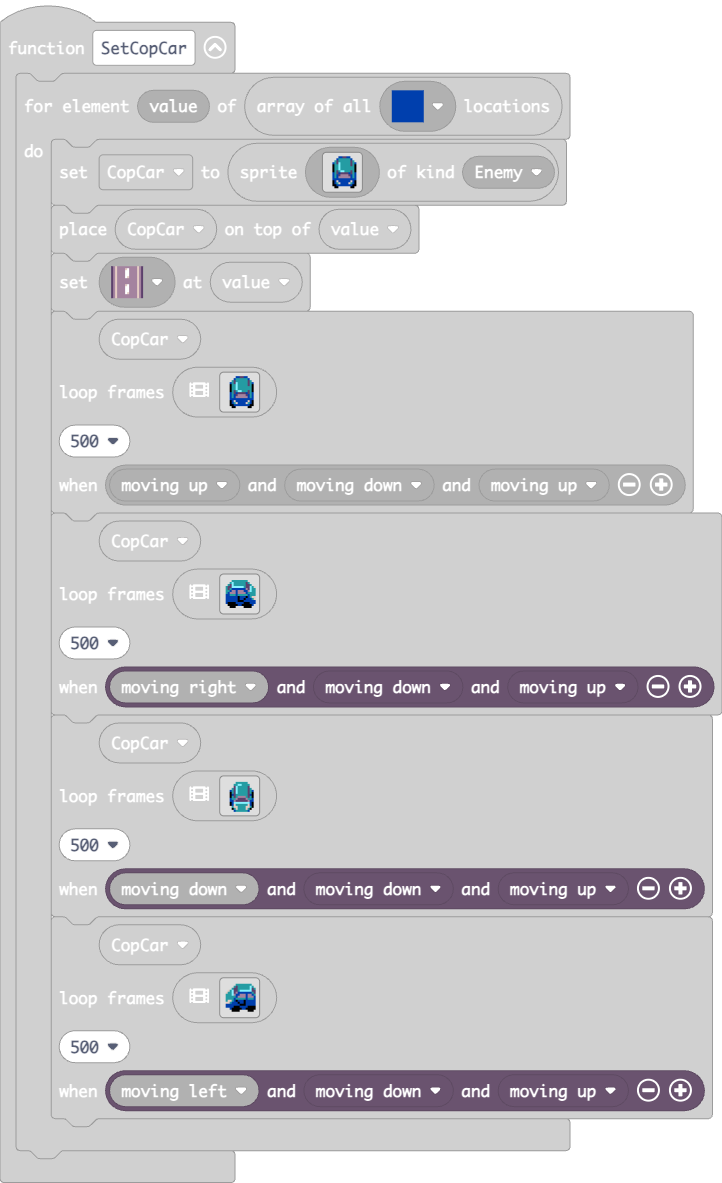 function SetCopCar
for element value of array of all locations
do
set CopCar to sprite of kind Enemy
place CopCar on top of value
set at value
CopCar
loop frames
500
when moving up and moving down and moving up
CopCar
loop frames
500
when moving right and moving down and moving up
CopCar
loop frames
500
when moving down and moving down and moving up
CopCar
loop frames
500
when moving left and moving down and moving up